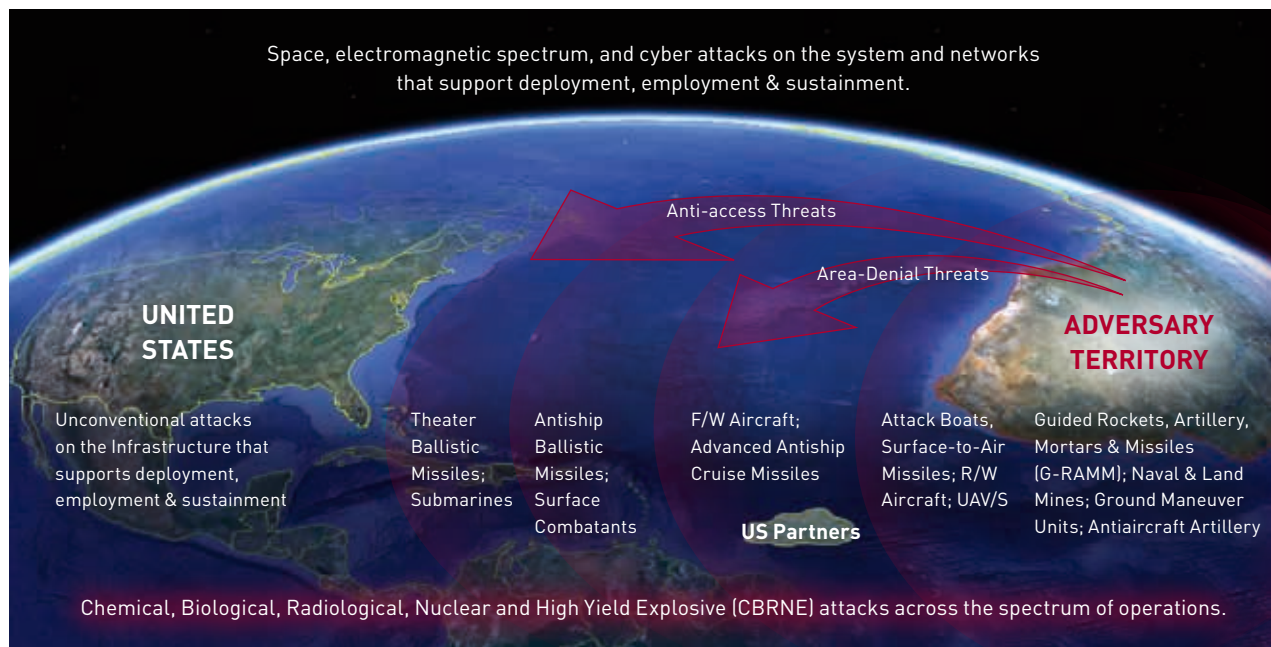 Space, electromagnetic spectrum, and cyber attacks on the system and networks
that support deployment, employment & sustainment.
Anti-access Threats
Area-Denial Threats
UNITED
STATES
ADVERSARY
TERRITORY
Unconventional attacks
on the Infrastructure that
supports deployment,
employment & sustainment
Theater
Ballistic
Missiles;
Submarines
Antiship
Ballistic
Missiles;
Surface
Combatants
F/W Aircraft;
Advanced Antiship
Cruise Missiles
US Partners
Attack Boats,
Surface-to-Air
Missiles; R/W
Aircraft; UAV/S
Guided Rockets, Artillery,
Mortars & Missiles
(G-RAMM); Naval & Land
Mines; Ground Maneuver
Units; Antiaircraft Artillery
Chemical, Biological, Radiological, Nuclear and High Yield Explosive (CBRNE) attacks across the spectrum of operations.